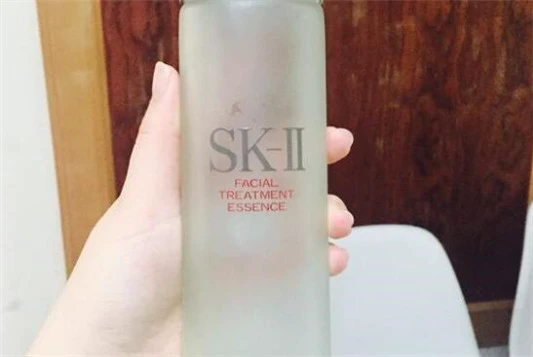 SK-II
FACIAL
TREATMENT
ESSENCE